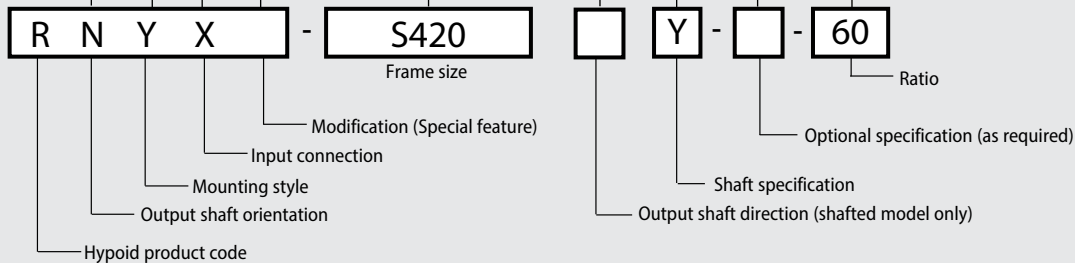 R N Y X - S420 Y - - 60
Frame size
Ratio
Modification (Special feature)
Optional specification (as required)
Input connection
Mounting style
Shaft specification
Output shaft orientation
Output shaft direction (shafted model only)
Hypoid product code